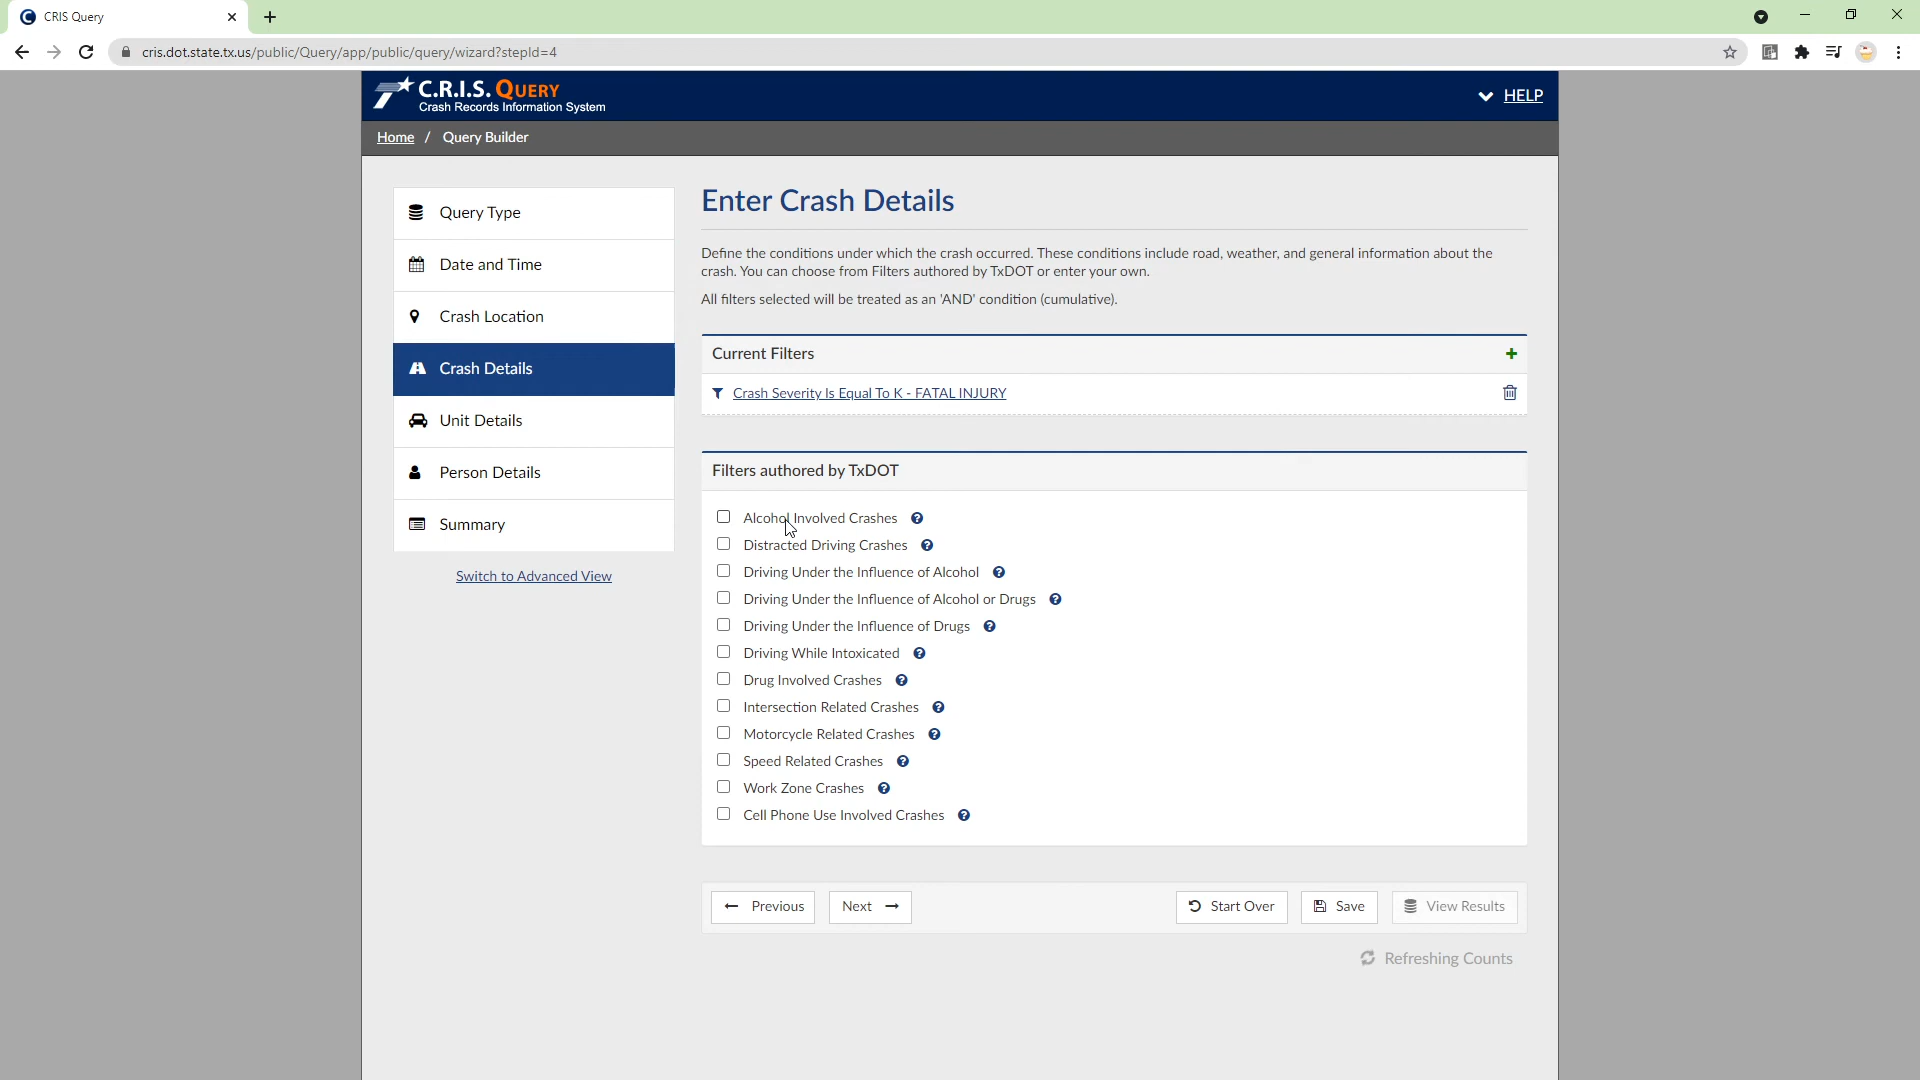 CRIS Query
cris.dot.state.tx.us/public/Query/app/public/query/wizard?stepId=4
C.R.I.S. QUERY
Crash Records Information System
HELP
Home / Query Builder
Query Type
Date and Time
Crash Location
Crash Details
Unit Details
Person Details
Summary
Switch to Advanced View
Enter Crash Details
Define the conditions under which the crash occurred. These conditions include road, weather, and general information about the
crash. You can choose from Filters authored by TxDOT or enter your own.
All filters selected will be treated as an 'AND' condition (cumulative).
Current Filters
Crash Severity Is Equal To K - FATAL INJURY
Filters authored by TxDOT
Alcohol Involved Crashes
Distracted Driving Crashes
Driving Under the Influence of Alcohol
Driving Under the Influence of Alcohol or Drugs
Driving Under the Influence of Drugs
Driving While Intoxicated
Drug Involved Crashes
Intersection Related Crashes
Motorcycle Related Crashes
Speed Related Crashes
Work Zone Crashes
Cell Phone Use Involved Crashes
Previous
Next
Start Over
Save
View Results
Refreshing Counts